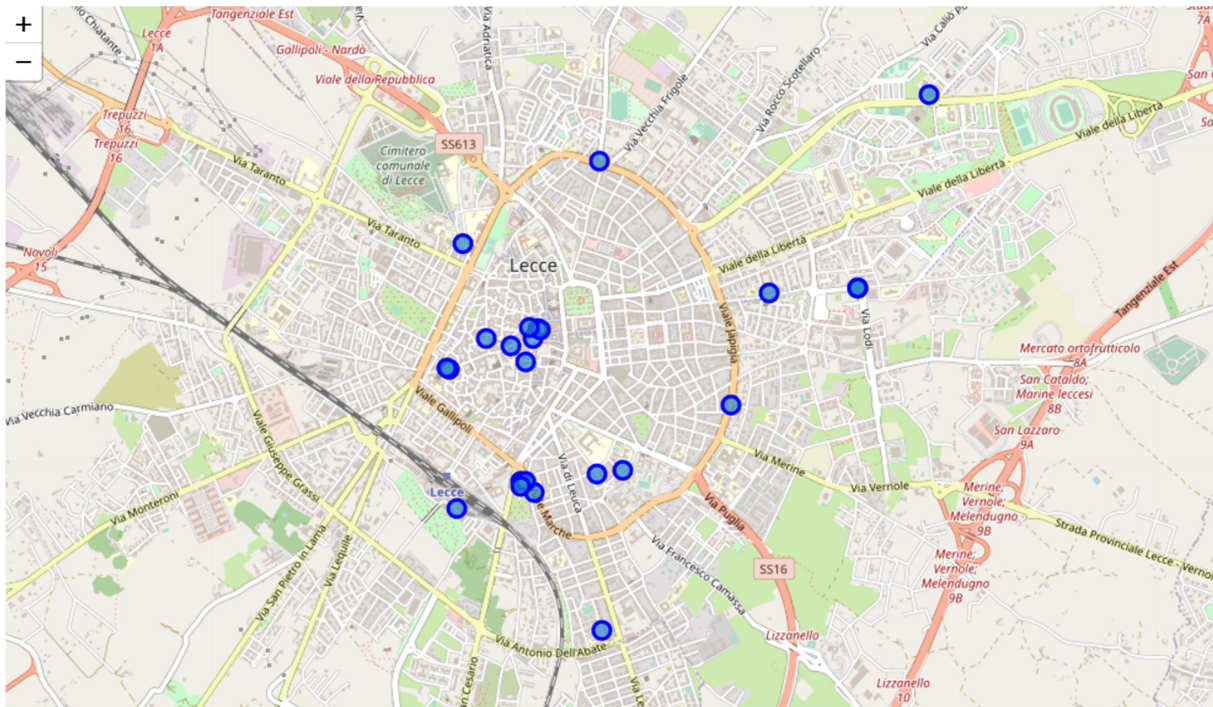 +
−
Tangenziale Est
Lecce
1A
Gallipoli - Nardò
Viale della Repubblica
Via Adriatica
Via Vecchia Frigole
Via Rocco Scotellaro
7A
Trepuzzi
16
Trepuzzi
16
SS613
Cimitero
comunale
di Lecce
Via Taranto
Via Taranto
Viale della Libertà
Viale della Libertà
Viale della Libertà
Novoli
15
Lecce
Viale Japigia
Via Lodi
Tangenziale Est
Mercato ortofrutticolo
8A
San Cataldo;
Marine leccesi
8B
San Lazzaro
9A
Via Vecchia Carmiano
Viale Gallipoli
Viale Giuseppe Grassi
Via Monteroni
Lecce
Via di Leuca
Via Merine
Via Vernole
Merine;
Vernole;
Melendugno
9B
Strada Provinciale Lecce - Vernol
Via Puglia
Marche
Via San Pietro in Lama
Via Lequile
Via Francesco Camassa
SS16
Merine;
Vernole;
Melendugno
9B
Via Antonio Dell'Abate
Lizzanello
Lizzanello
10